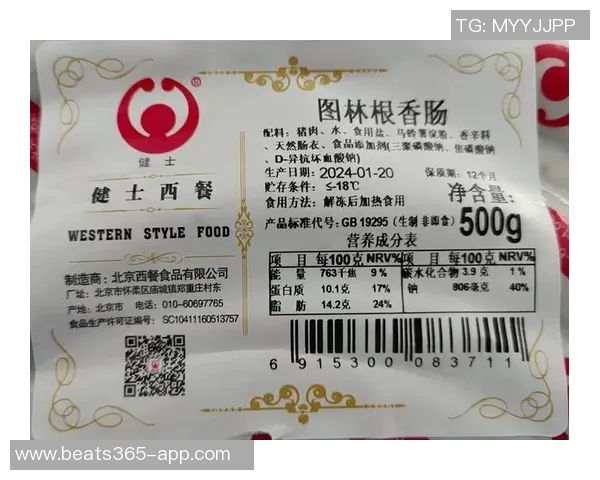 TG: MYYJJPP
健士
健士西餐
WESTERN STYLE FOOD
制造商：北京西餐食品有限公司
厂址：北京市怀柔区庙城镇郑重庄村东
产地：北京市 电话：010-60697765
食品生产许可证编号：SC10411160513757
图林根香肠
配料：猪肉、水、食用盐、马铃薯淀粉、香辛料
、天然肠衣、食品添加剂(三聚磷酸钠、焦磷酸钠
、D-异抗坏血酸钠)
生产日期：2024-01-20 保质期：12个月
贮存条件：≤-18℃ 净含量：
食用方法：解冻后加热食用
产品标准代号：GB 19295（生制 非即食） 500g
营养成分表
项 目 每100克 NRV% 项 目 每100克 NRV%
能 量 763千焦 9% 碳水化合物 3.9克 1%
蛋白质 10.1克 17% 钠 806毫克 40%
脂 肪 14.2克 24%
6 915300 083711
www.beats365-app.com